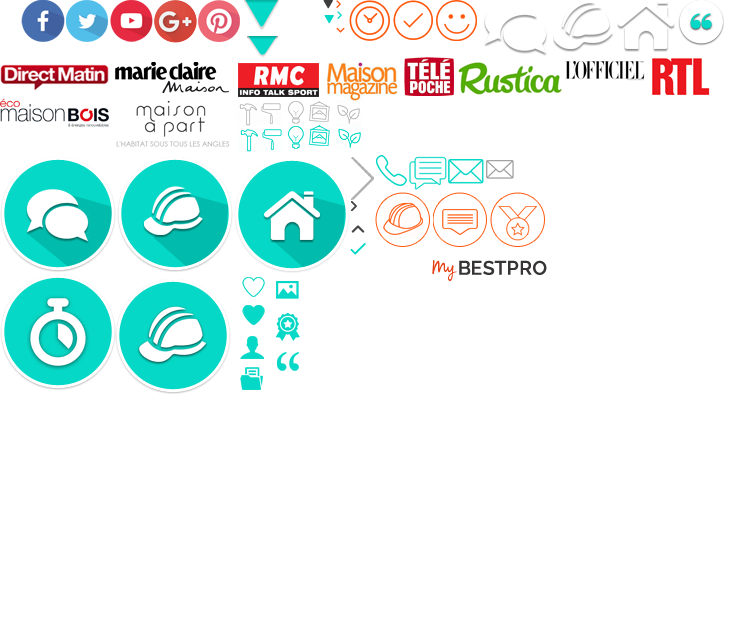 f
G+
Direct Matin
marie claire
Maison
RMC
INFO TALK SPORT
Maison
magazine
TÉLÉ
POCHE
Rustica
L'OFFICIEL
RTL
éco
maison BOIS
maison
à part
L'HABITAT SOUS TOUS LES ANGLES
My BESTPRO